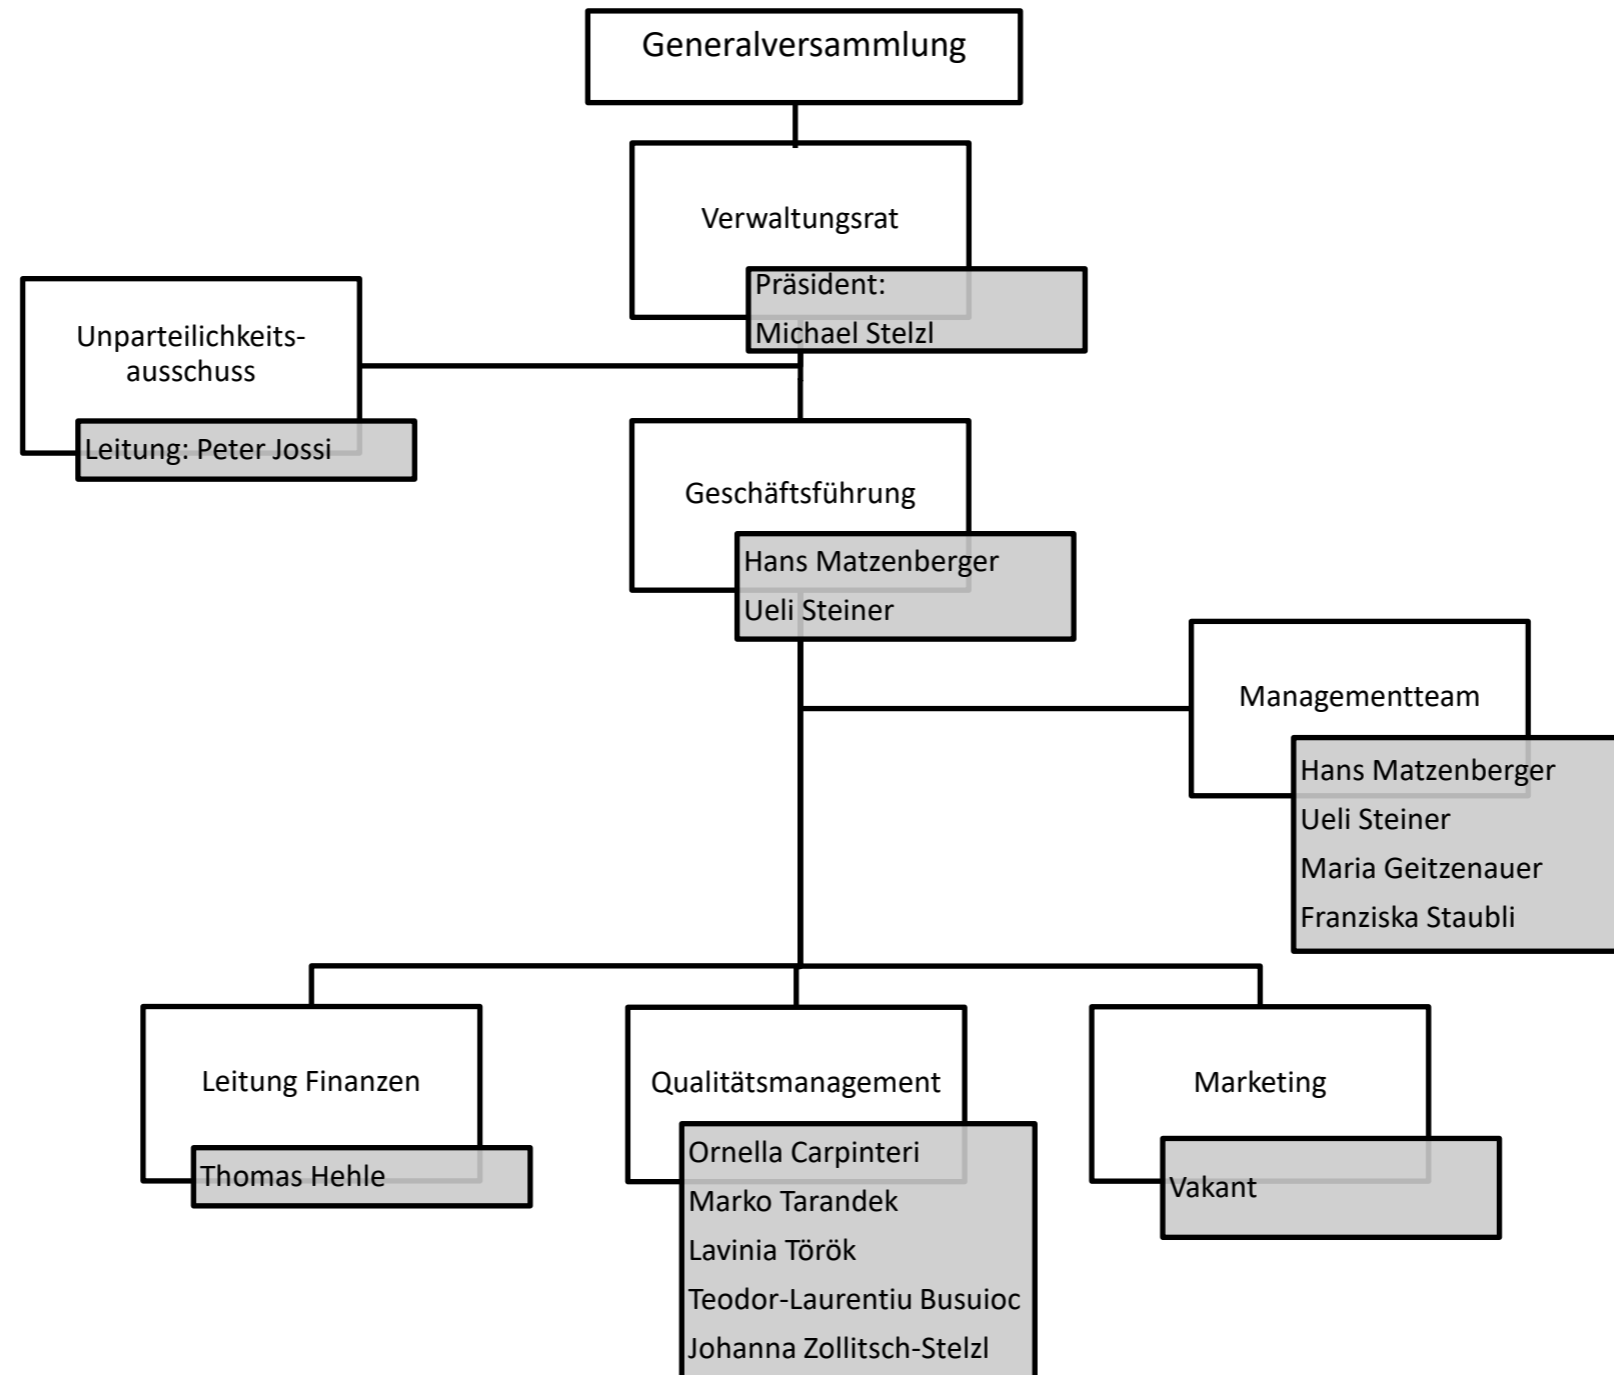 Generalversammlung
Verwaltungsrat
Präsident:
Michael Stelzl
Unparteilichkeits-
ausschuss
Leitung: Peter Jossi
Geschäftsführung
Hans Matzenberger
Ueli Steiner
Managementteam
Hans Matzenberger
Ueli Steiner
Maria Geitzenauer
Franziska Staubli
Leitung Finanzen
Thomas Hehle
Qualitätsmanagement
Ornella Carpinteri
Marko Tarandek
Lavinia Török
Teodor-Laurentiu Busuioc
Johanna Zollitsch-Stelzl
Marketing
Vakant